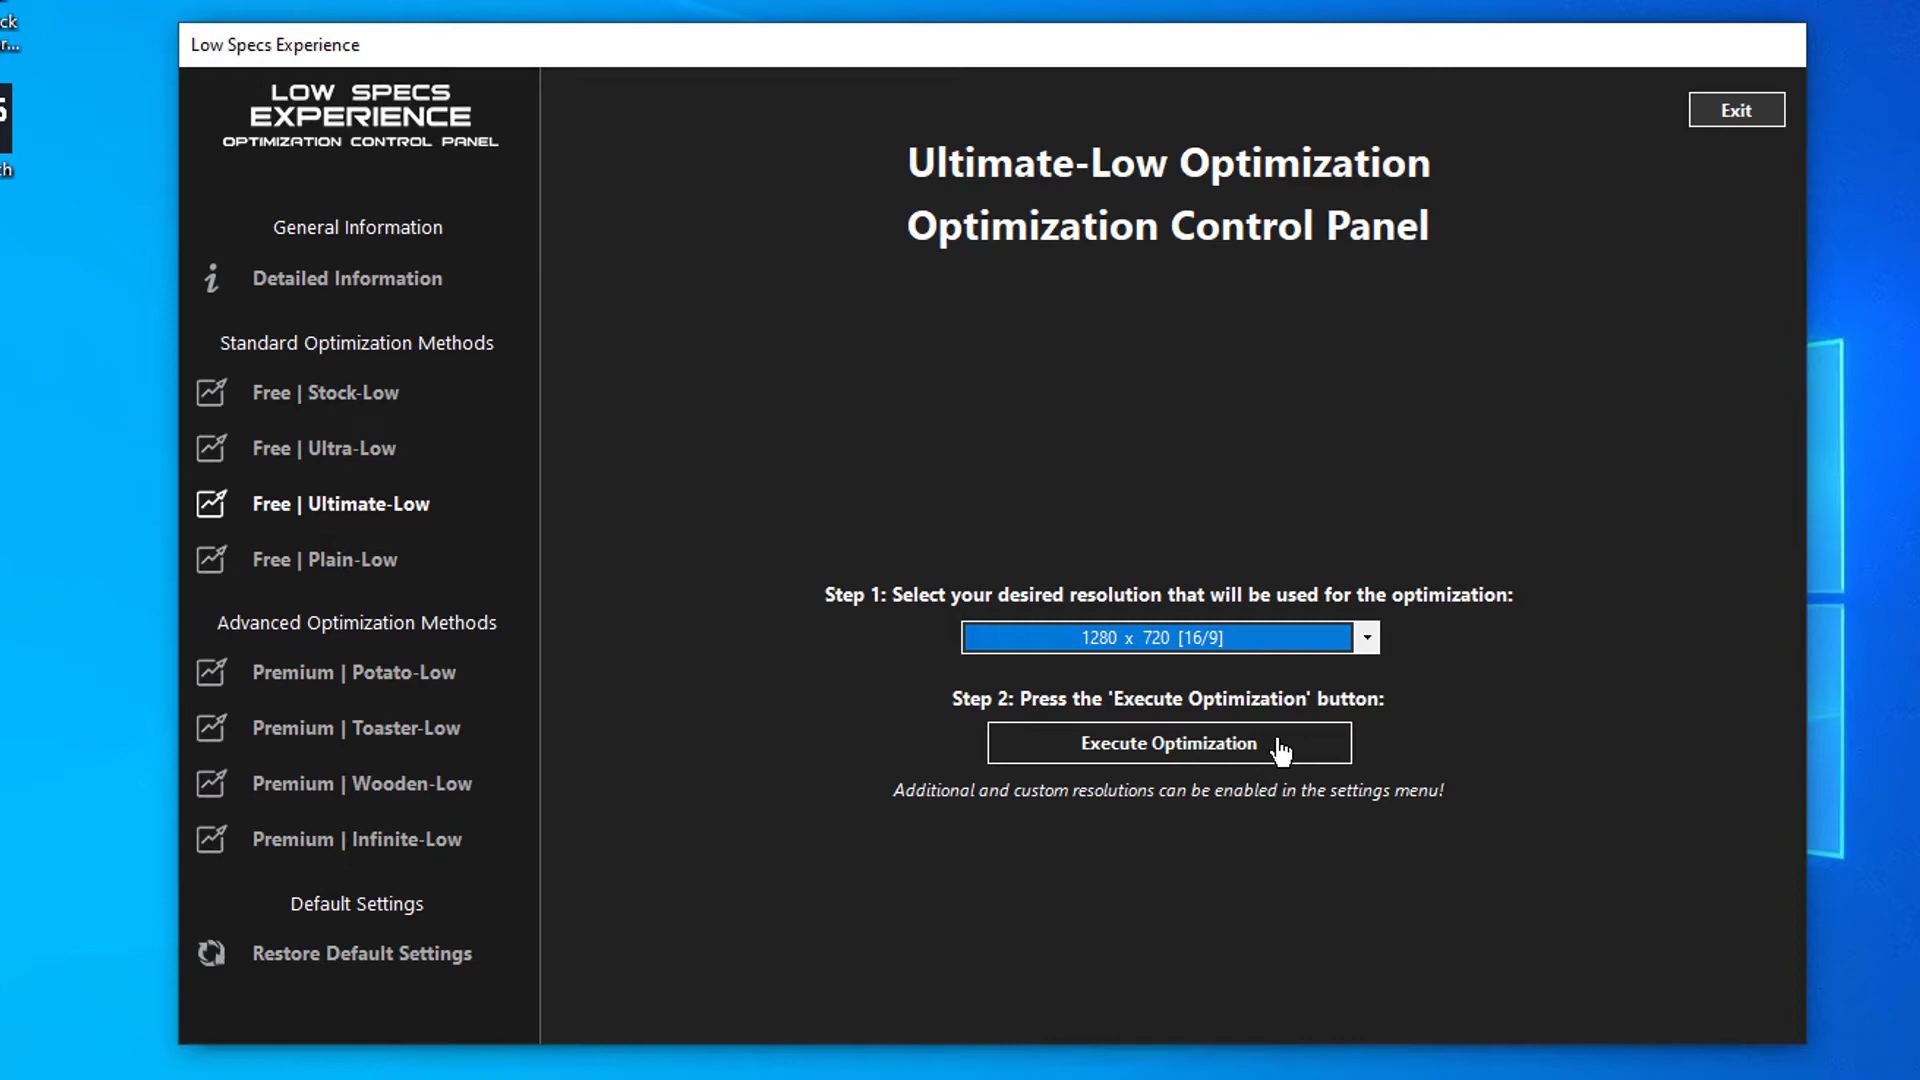 ck
r...
5
th
Low Specs Experience
LOW SPECS
EXPERIENCE
OPTIMIZATION CONTROL PANEL
General Information
Detailed Information
Standard Optimization Methods
Free | Stock-Low
Free | Ultra-Low
Free | Ultimate-Low
Free | Plain-Low
Advanced Optimization Methods
Premium | Potato-Low
Premium | Toaster-Low
Premium | Wooden-Low
Premium | Infinite-Low
Default Settings
Restore Default Settings
Exit
Ultimate-Low Optimization
Optimization Control Panel
Step 1: Select your desired resolution that will be used for the optimization:
1280 x 720 [16/9]
Step 2: Press the 'Execute Optimization' button:
Execute Optimization
Additional and custom resolutions can be enabled in the settings menu!